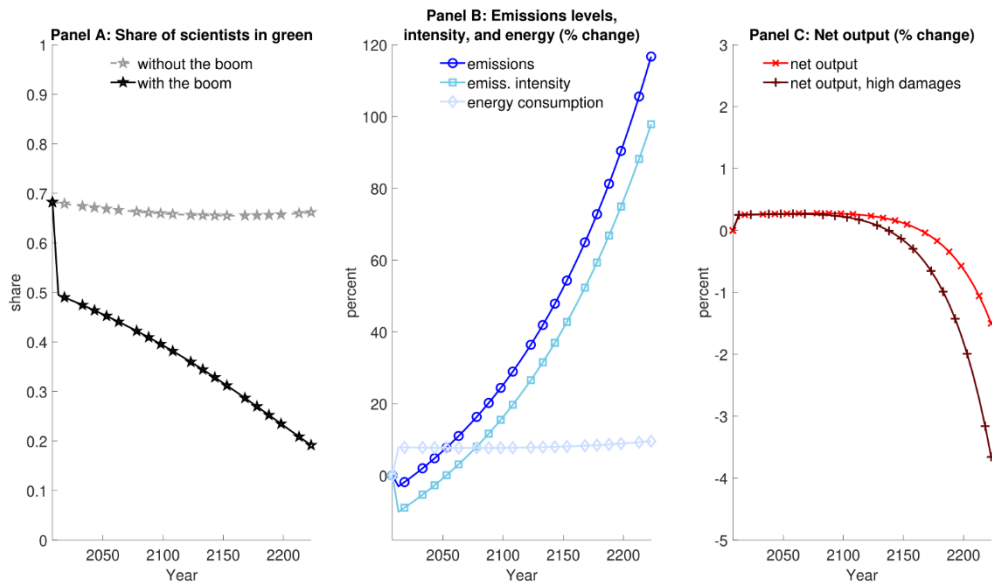 Panel A: Share of scientists in green
1
0.9
0.8
0.7
0.6
0.5
0.4
0.3
0.2
0.1
0
share
without the boom
with the boom
2050
2100
2150
2200
Year
Panel B: Emissions levels,
intensity, and energy (% change)
120
100
80
60
40
20
0
percent
emissions
emiss. intensity
energy consumption
2050
2100
2150
2200
Year
Panel C: Net output (% change)
3
2
1
0
-1
-2
-3
-4
-5
percent
net output
net output, high damages
2050
2100
2150
2200
Year